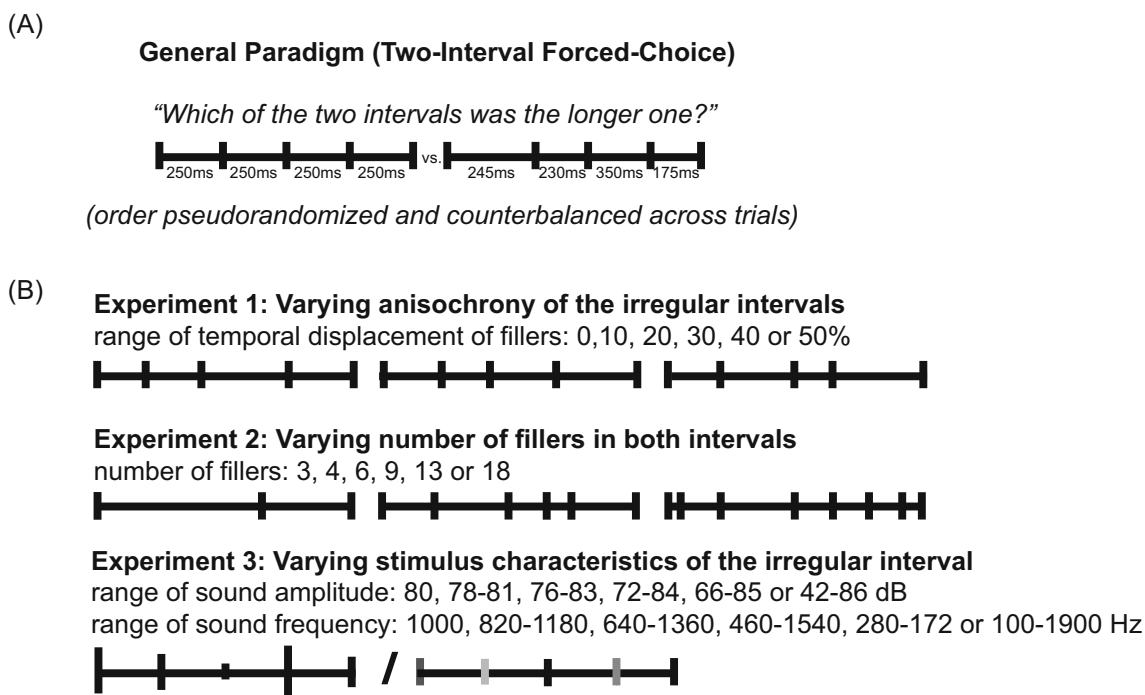 (A)
General Paradigm (Two-Interval Forced-Choice)
“Which of the two intervals was the longer one?”
250ms 250ms 250ms 250ms vs. 245ms 230ms 350ms 175ms
(order pseudorandomized and counterbalanced across trials)
(B)
Experiment 1: Varying anisochrony of the irregular intervals
range of temporal displacement of fillers: 0,10, 20, 30, 40 or 50%
Experiment 2: Varying number of fillers in both intervals
number of fillers: 3, 4, 6, 9, 13 or 18
Experiment 3: Varying stimulus characteristics of the irregular interval
range of sound amplitude: 80, 78-81, 76-83, 72-84, 66-85 or 42-86 dB
range of sound frequency: 1000, 820-1180, 640-1360, 460-1540, 280-172 or 100-1900 Hz
/